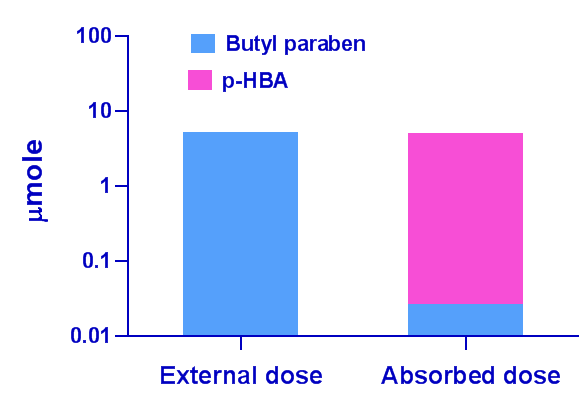 100
Butyl paraben
p-HBA
10
μmole
1
0.1
0.01
External dose
Absorbed dose